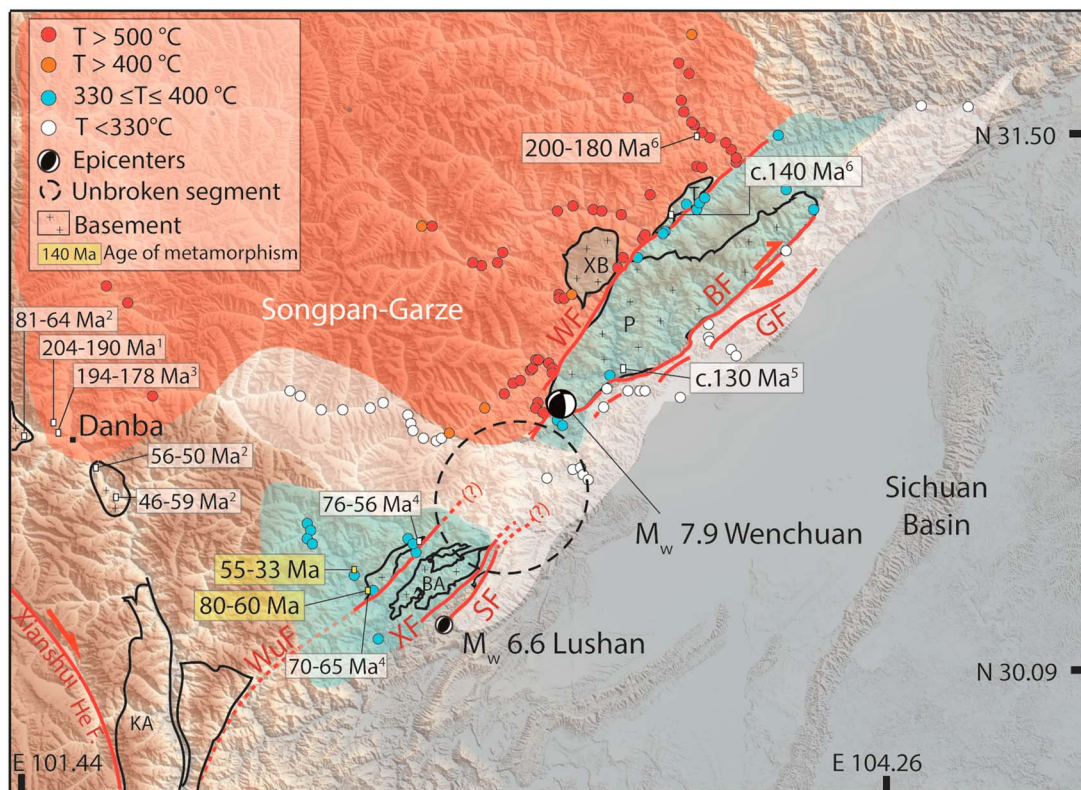 T > 500 °C
T > 400 °C
330 ≤T≤ 400 °C
T <330°C
Epicenters
Unbroken segment
Basement
140 Ma Age of metamorphism
N 31.50
200-180 Ma⁶
c.140 Ma⁶
T
XB
WF
BF
GF
P
Songpan-Garze
81-64 Ma²
204-190 Ma¹
194-178 Ma³
Danba
c.130 Ma⁵
56-50 Ma²
46-59 Ma²
76-56 Ma⁴
(?)
(?)
Sichuan
Basin
M_w 7.9 Wenchuan
55-33 Ma
80-60 Ma
BA
70-65 Ma⁴
WuF
XF
SF
M_w 6.6 Lushan
Xianshui He F.
KA
N 30.09
E 101.44
E 104.26